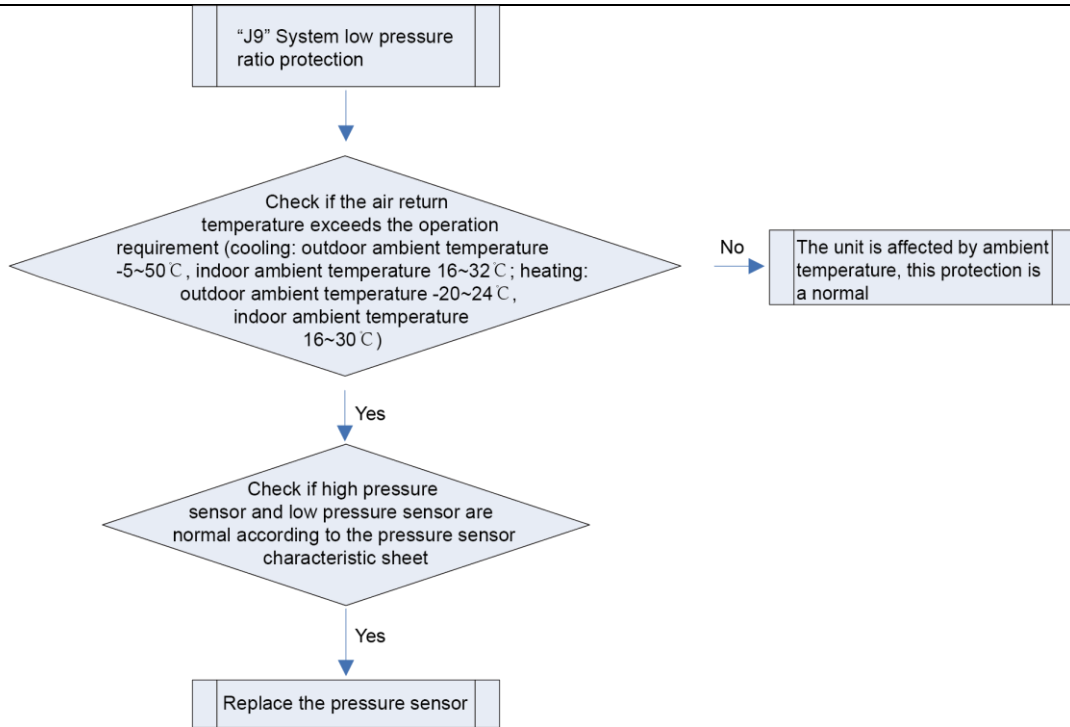 “J9” System low pressure
ratio protection
Check if the air return
temperature exceeds the operation
requirement (cooling: outdoor ambient temperature
-5~50℃, indoor ambient temperature 16~32℃; heating:
outdoor ambient temperature -20~24℃,
indoor ambient temperature
16~30℃)
No
The unit is affected by ambient
temperature, this protection is
a normal
Yes
Check if high pressure
sensor and low pressure sensor are
normal according to the pressure sensor
characteristic sheet
Yes
Replace the pressure sensor